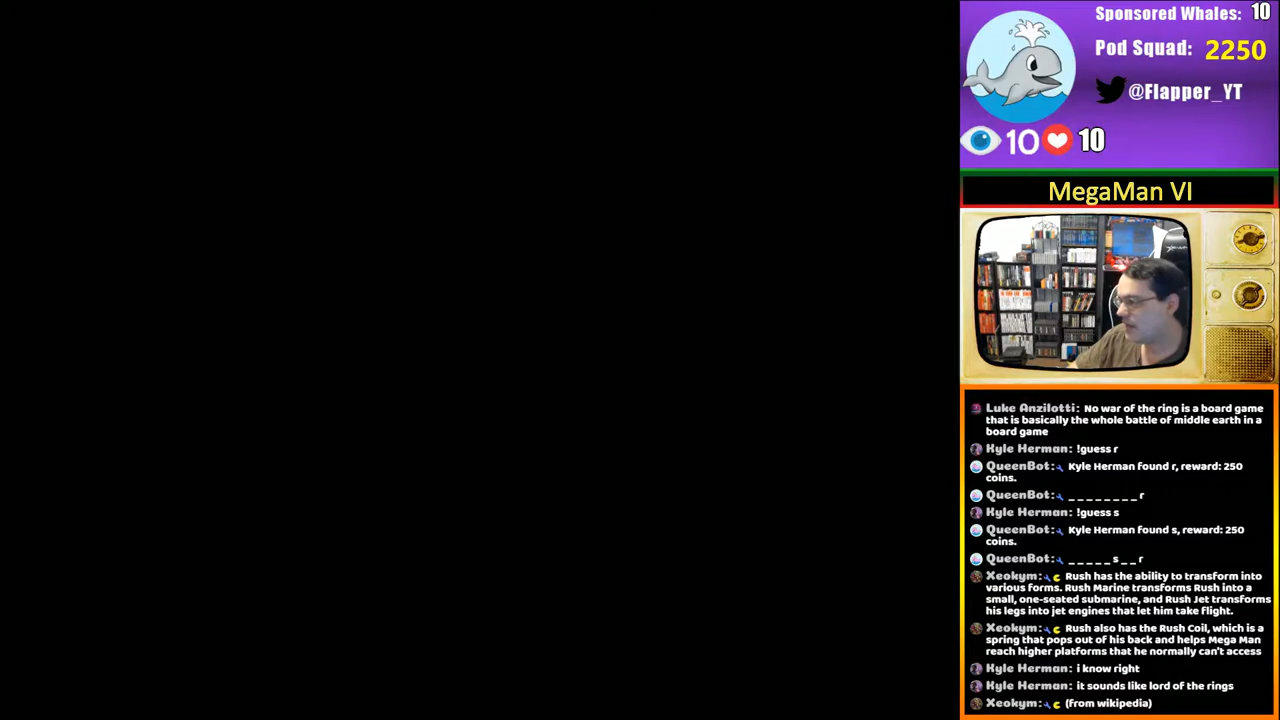 Sponsored Whales: 10
Pod Squad: 2250
@Flapper_YT
10 10
MegaMan VI
Luke Anzilotti: No war of the ring is a board game
that is basically the whole battle of middle earth in a
board game
Kyle Herman: !guess r
QueenBot: Kyle Herman found r, reward: 250
coins.
QueenBot: _ _ _ _ _ _ _ _ r
Kyle Herman: !guess s
QueenBot: Kyle Herman found s, reward: 250
coins.
QueenBot: _ _ _ _ _ s _ _ r
Xeokym: Rush has the ability to transform into
various forms. Rush Marine transforms Rush into a
small, one-seated submarine, and Rush Jet transforms
his legs into jet engines that let him take flight.
Xeokym: Rush also has the Rush Coil, which is a
spring that pops out of his back and helps Mega Man
reach higher platforms that he normally can't access
Kyle Herman: i know right
Kyle Herman: it sounds like lord of the rings
Xeokym: (from wikipedia)